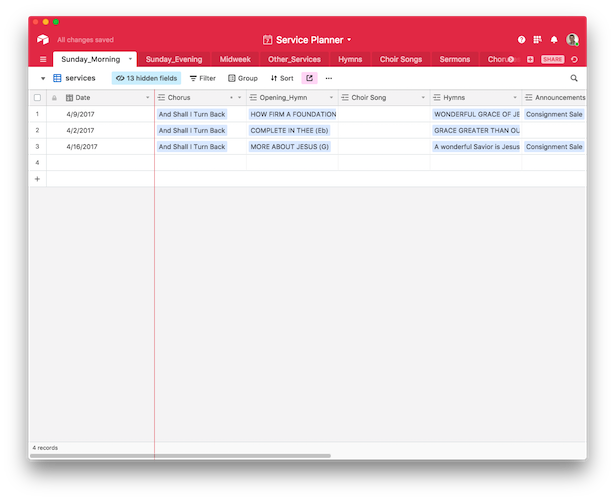 All changes saved
7 Service Planner
SHARE
Sunday_Morning Sunday_Evening Midweek Other_Services Hymns Choir Songs Sermons Chorus
services 13 hidden fields Filter Group Sort
Date Chorus Opening_Hymn Choir Song Hymns Announcements
1 4/9/2017 And Shall I Turn Back HOW FIRM A FOUNDATION WONDERFUL GRACE OF JE Consignment Sale
2 4/2/2017 And Shall I Turn Back COMPLETE IN THEE (Eb) GRACE GREATER THAN OU Consignment Sale
3 4/16/2017 And Shall I Turn Back MORE ABOUT JESUS (G) A wonderful Savior is Jesus Consignment Sale
4
4 records